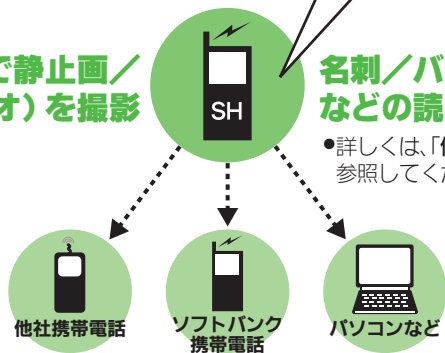 で静止画／
オ)を撮影
SH
名刺／バ
などの読
●詳しくは、「
参照してくだ
他社携帯電話
ソフトバンク
携帯電話
パソコンなど